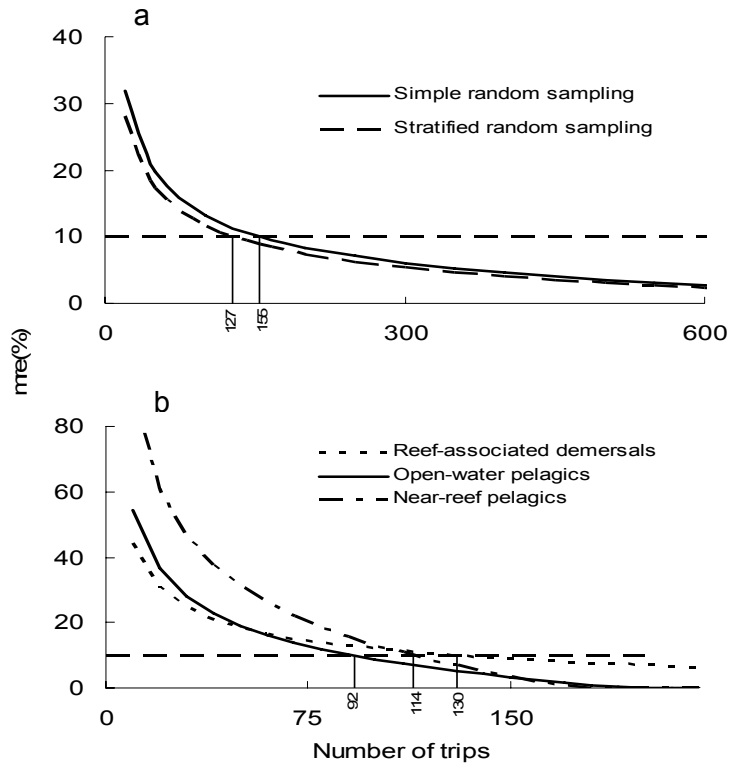 a
40
30
20
10
0
Simple random sampling
Stratified random sampling
127
155
0 300 600
mre(%)
b
80
60
40
20
0
Reef-associated demersals
Open-water pelagics
Near-reef pelagics
92
114
130
0 75 150
Number of trips